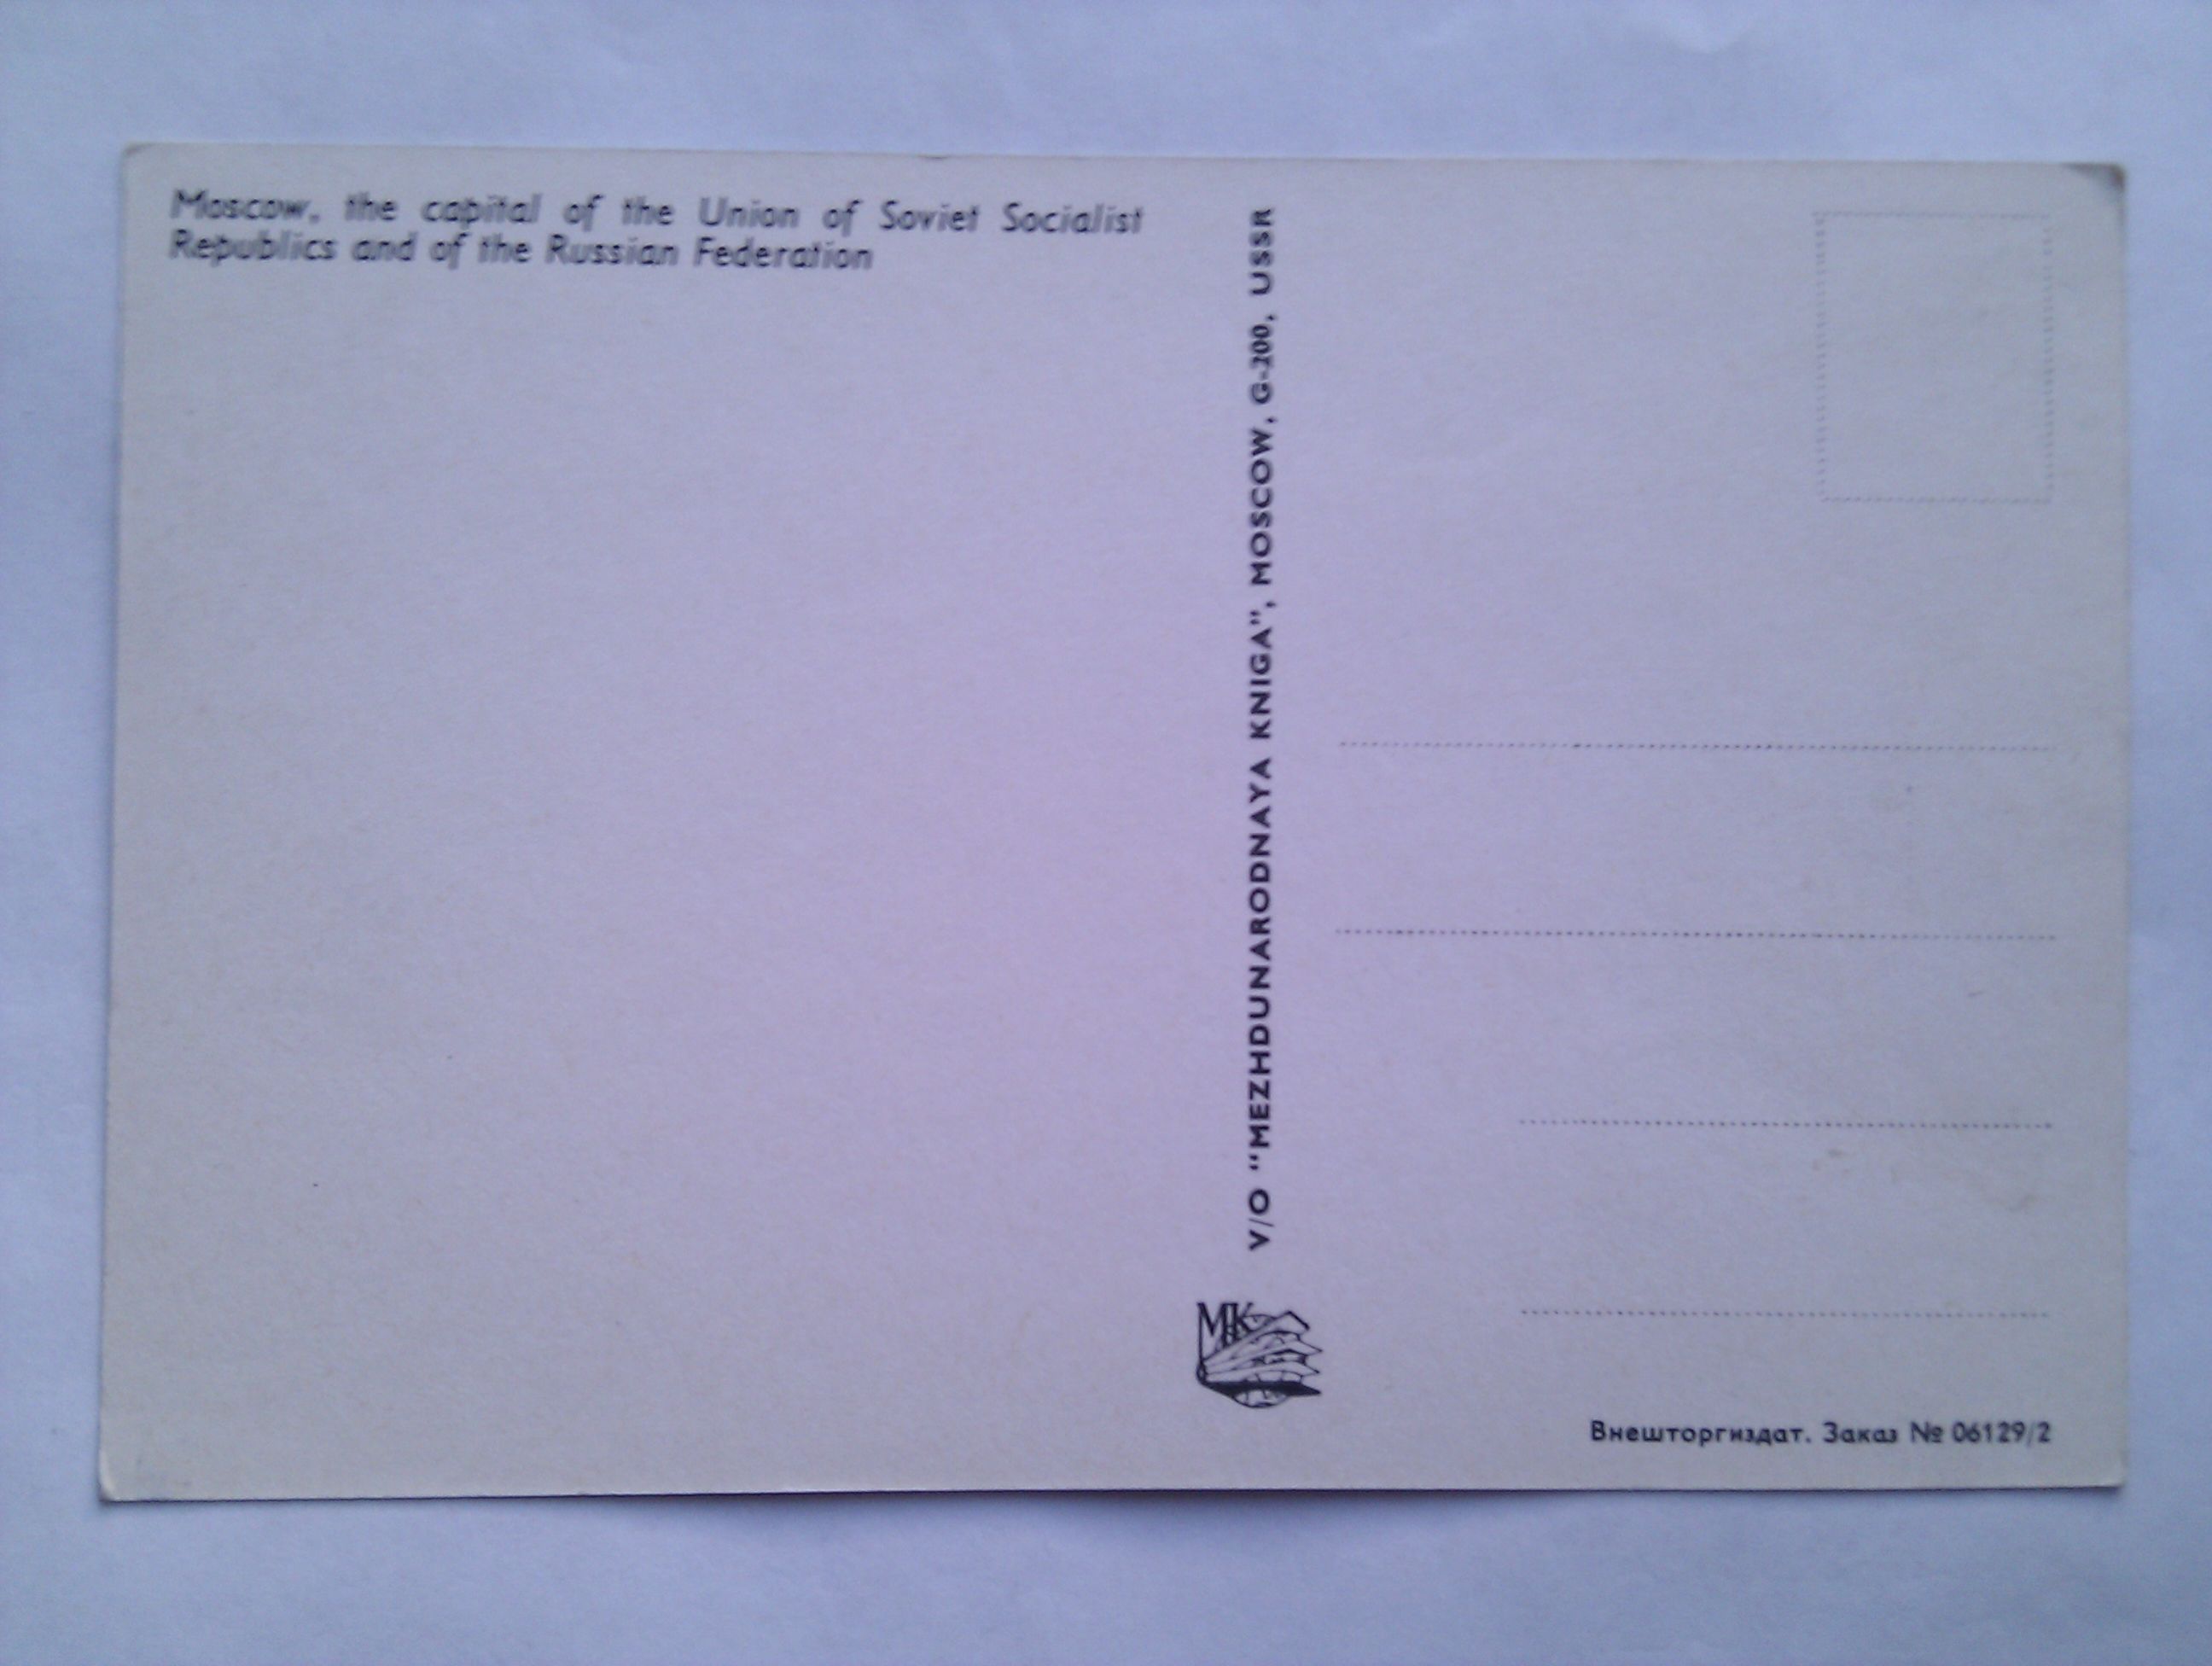 Moscow, the capital of the Union of Soviet Socialist
Republics and of the Russian Federation
V/O "MEZHDUNARODNAYA KNIGA", MOSCOW, G-200, USSR
MK
Внешторгиздат. Заказ № 06129/2